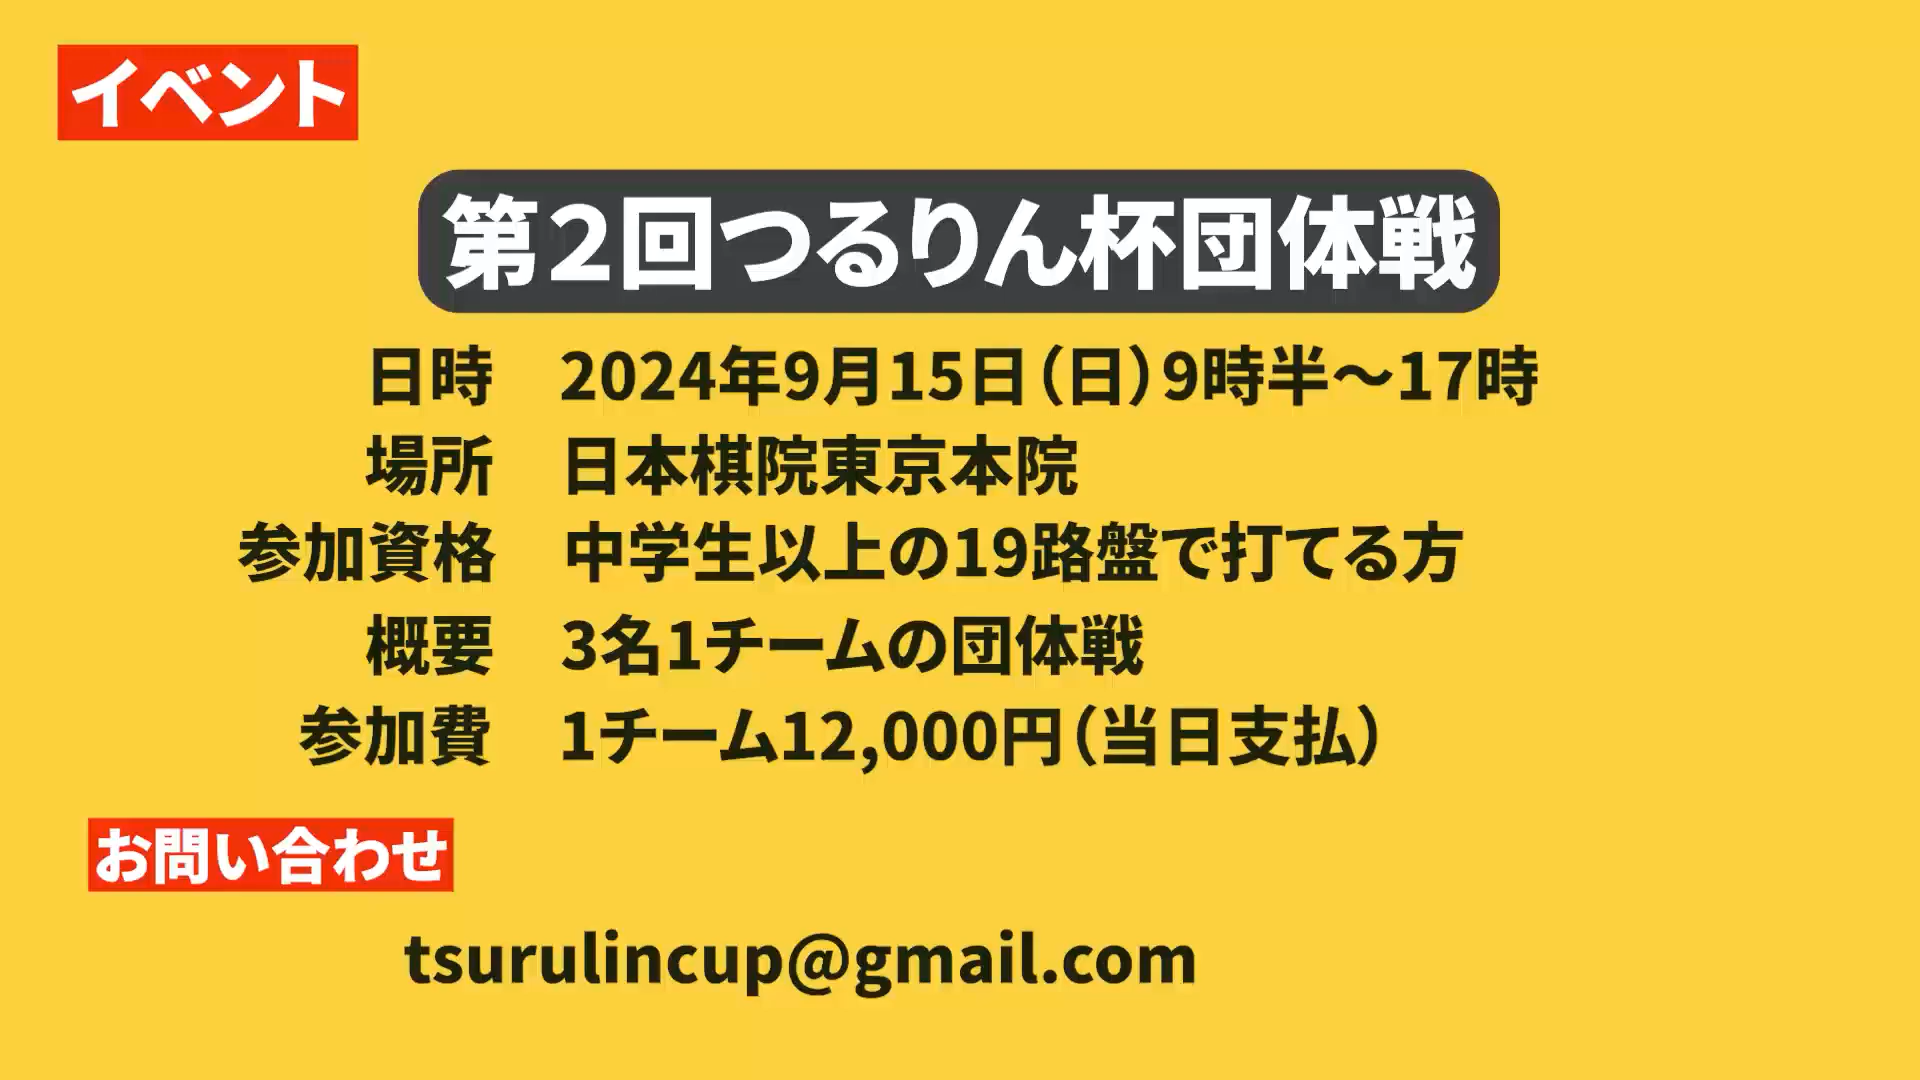 イベント
第2回つるりん杯団体戦
日時 2024年9月15日(日)9時半～17時
場所 日本棋院東京本院
参加資格 中学生以上の19路盤で打てる方
概要 3名1チームの団体戦
参加費 1チーム12,000円(当日支払)
お問い合わせ
tsurulincup@gmail.com